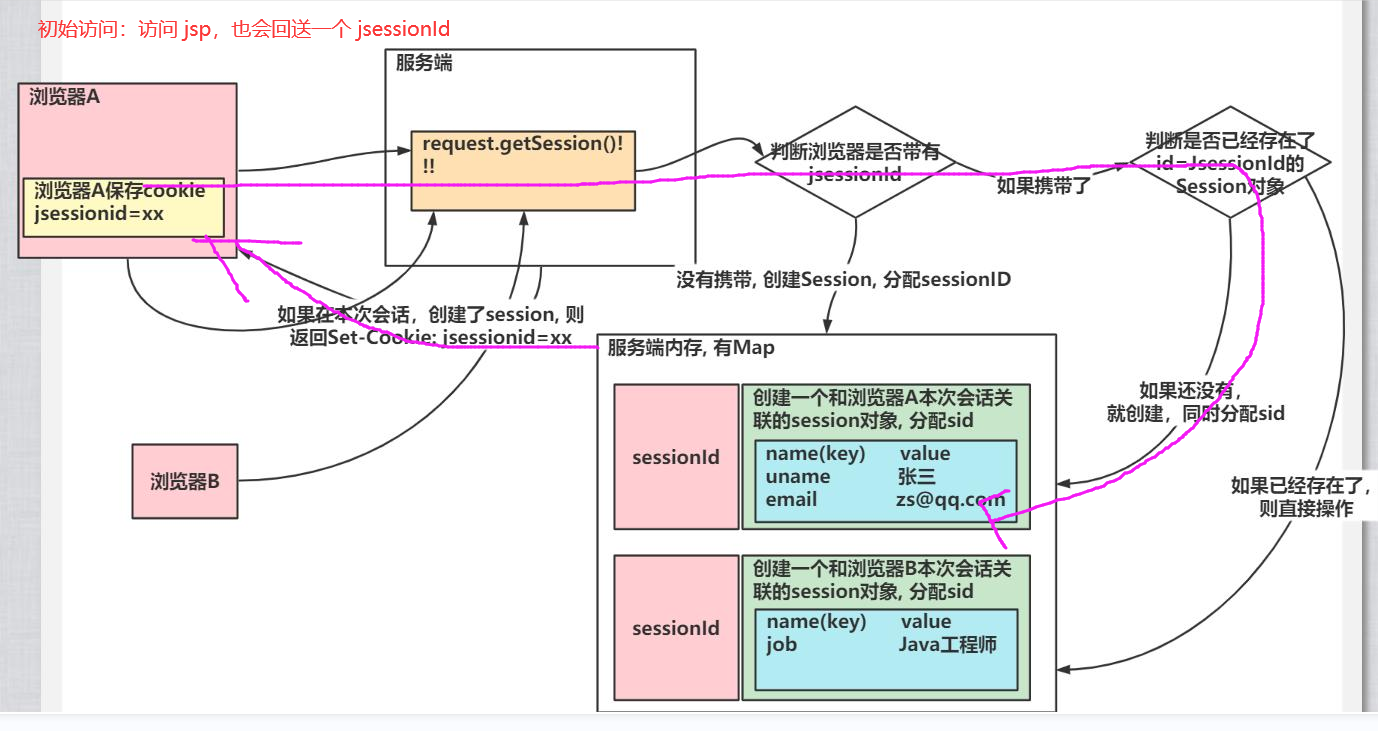 初始访问：访问 jsp，也会回送一个 jsessionId
服务端
浏览器A
request.getSession()!
!!
浏览器A保存cookie
jsessionid=xx
判断浏览器是否带有
jsessionId
如果携带了
判断是否已经存在了
id=JsessionId的
Session对象
没有携带, 创建Session, 分配sessionID
如果在本次会话，创建了session, 则
返回Set-Cookie: jsessionid=xx
服务端内存, 有Map
sessionId
创建一个和浏览器A本次会话关
联的session对象, 分配sid
name(key) value
uname 张三
email zs@qq.com
如果还没有，
就创建，同时分配sid
浏览器B
如果已经存在了，
则直接操作
sessionId
创建一个和浏览器B本次会话关
联的session对象, 分配sid
name(key) value
job Java工程师